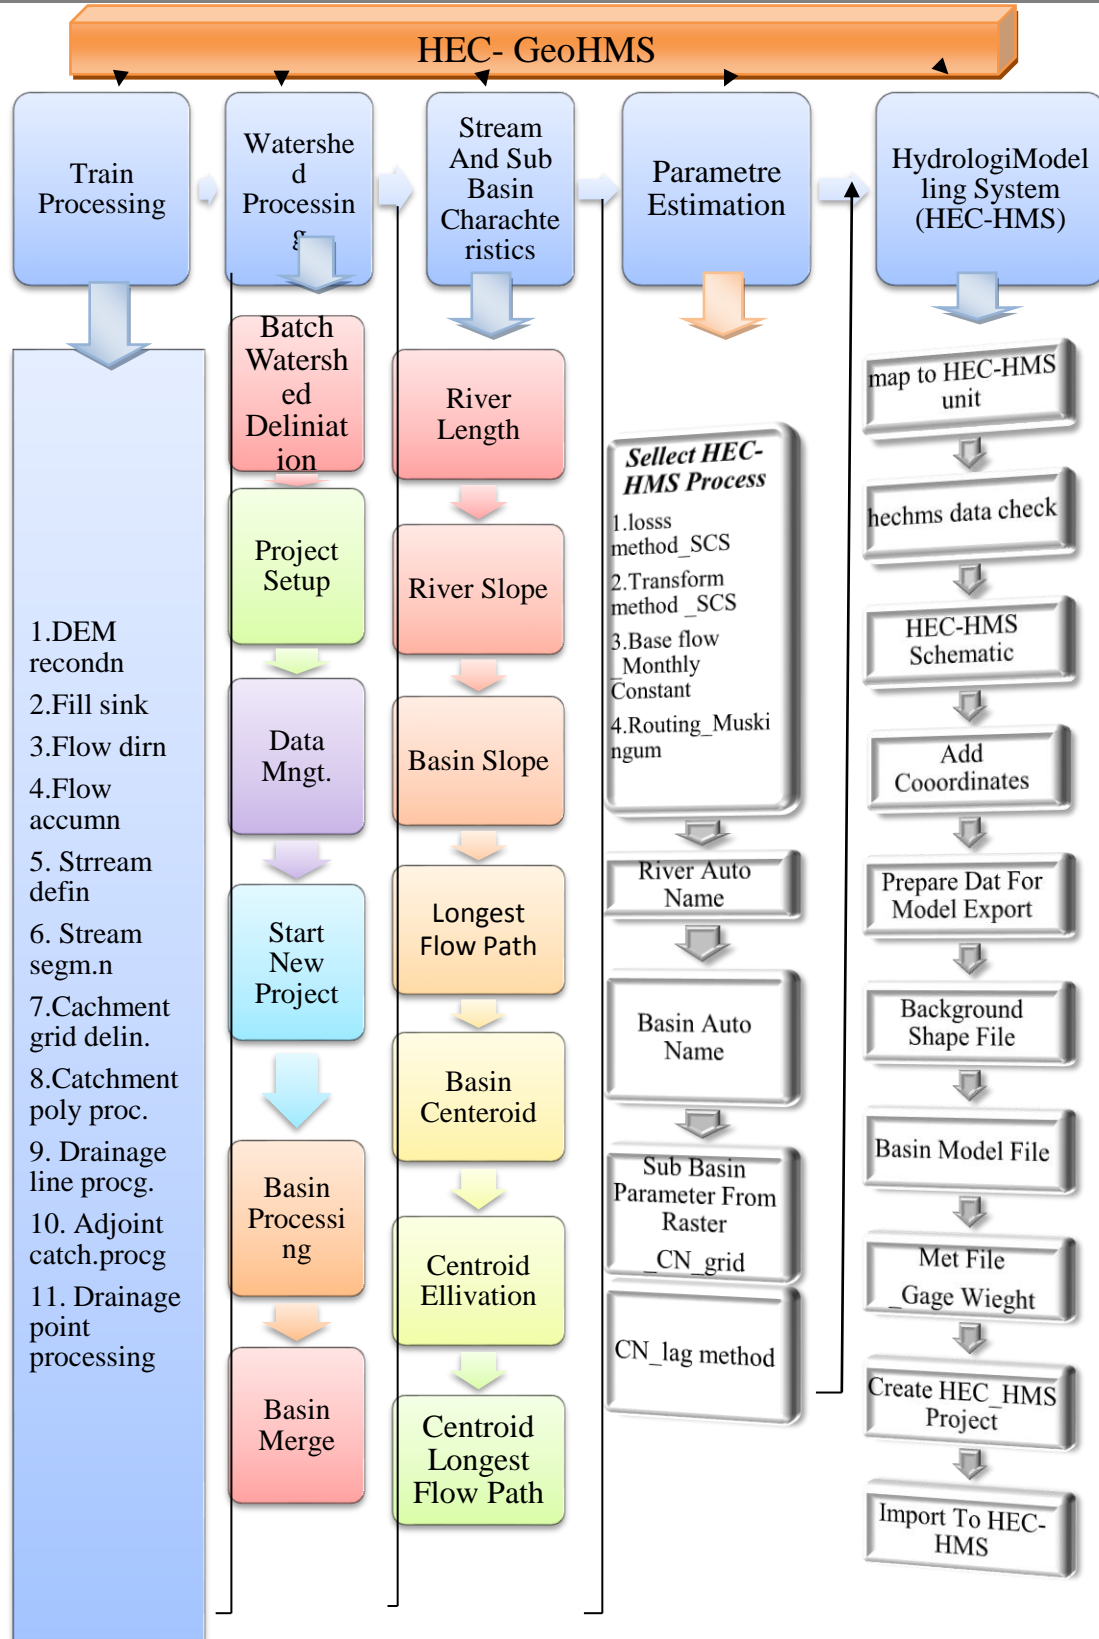 HEC- GeoHMS
Train
Processing
Watershe
d
Processin
g
Stream
And Sub
Basin
Charachte
ristics
Parametre
Estimation
HydrologiModel
ling System
(HEC-HMS)
1.DEM
recondn
2.Fill sink
3.Flow dirn
4.Flow
accumn
5. Strream
defin
6. Stream
segm.n
7.Cachment
grid delin.
8.Catchment
poly proc.
9. Drainage
line procg.
10. Adjoint
catch.procg
11. Drainage
point
processing
Batch
Watersh
ed
Deliniat
ion
Project
Setup
Data
Mngt.
Start
New
Project
Basin
Processi
ng
Basin
Merge
River
Length
River Slope
Basin Slope
Longest
Flow Path
Basin
Centeroid
Centroid
Ellivation
Centroid
Longest
Flow Path
Sellect HEC-
HMS Process
1.losss
method_SCS
2.Transform
method _SCS
3.Base flow
_Monthly
Constant
4.Routing_Muski
ngum
River Auto
Name
Basin Auto
Name
Sub Basin
Parameter From
Raster
_CN_grid
CN_lag method
map to HEC-HMS
unit
hechms data check
HEC-HMS
Schematic
Add
Cooordinates
Prepare Dat For
Model Export
Background
Shape File
Basin Model File
Met File
_Gage Wieght
Create HEC_HMS
Project
Import To HEC-
HMS